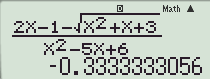 D Math ▲
2X-1-√X²+X+3
X²-5X+6
-0.3333333056